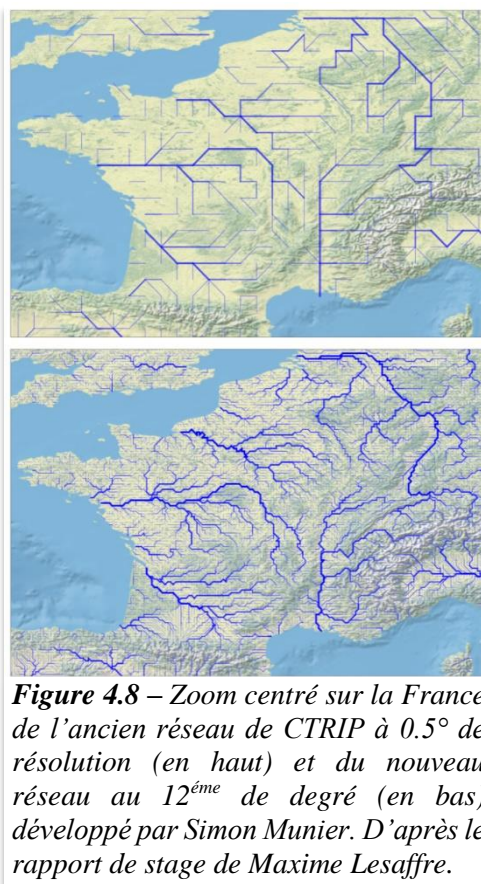 Figure 4.8 – Zoom centré sur la France
de l'ancien réseau de CTRIP à 0.5° de
résolution (en haut) et du nouveau
réseau au 12éme de degré (en bas)
développé par Simon Munier. D'après le
rapport de stage de Maxime Lesaffre.